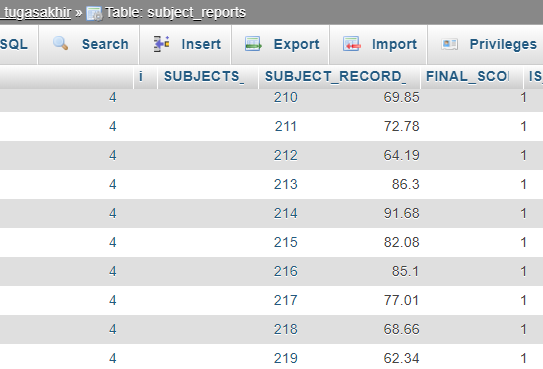 _tugasakhir » Table: subject_reports
SQL Search Insert Export Import Privileges
i SUBJECTS_ SUBJECT_RECORD_ FINAL_SCO IS_
4 210 69.85 1
4 211 72.78 1
4 212 64.19 1
4 213 86.3 1
4 214 91.68 1
4 215 82.08 1
4 216 85.1 1
4 217 77.01 1
4 218 68.66 1
4 219 62.34 1